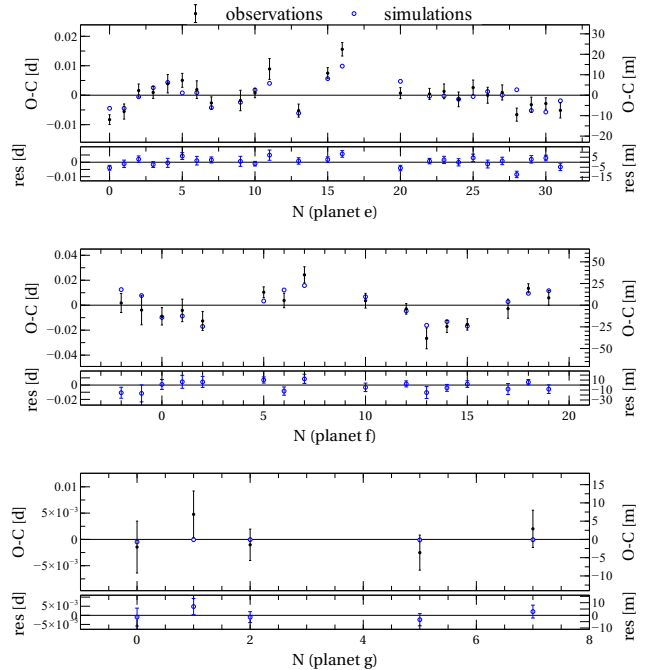 observations simulations
0.02 30
0.01 20
10
0 0
−0.01 −10
−20
O-C [d] O-C [m]
0 5
−0.01 −5
−15
res [d] res [m]
0 5 10 15 20 25 30
N (planet e)
0.04 50
0.02 25
0 0
−0.02 −25
−0.04 −50
O-C [d] O-C [m]
0 10
−0.02 −10
−30
res [d] res [m]
0 5 10 15 20
N (planet f)
0.01 15
5×10⁻³ 10
5
0 0
−5×10⁻³ −5
−10
O-C [d] O-C [m]
5×10⁻³ 10
0 0
−5×10⁻³ −10
res [d] res [m]
0 2 4 6 8
N (planet g)